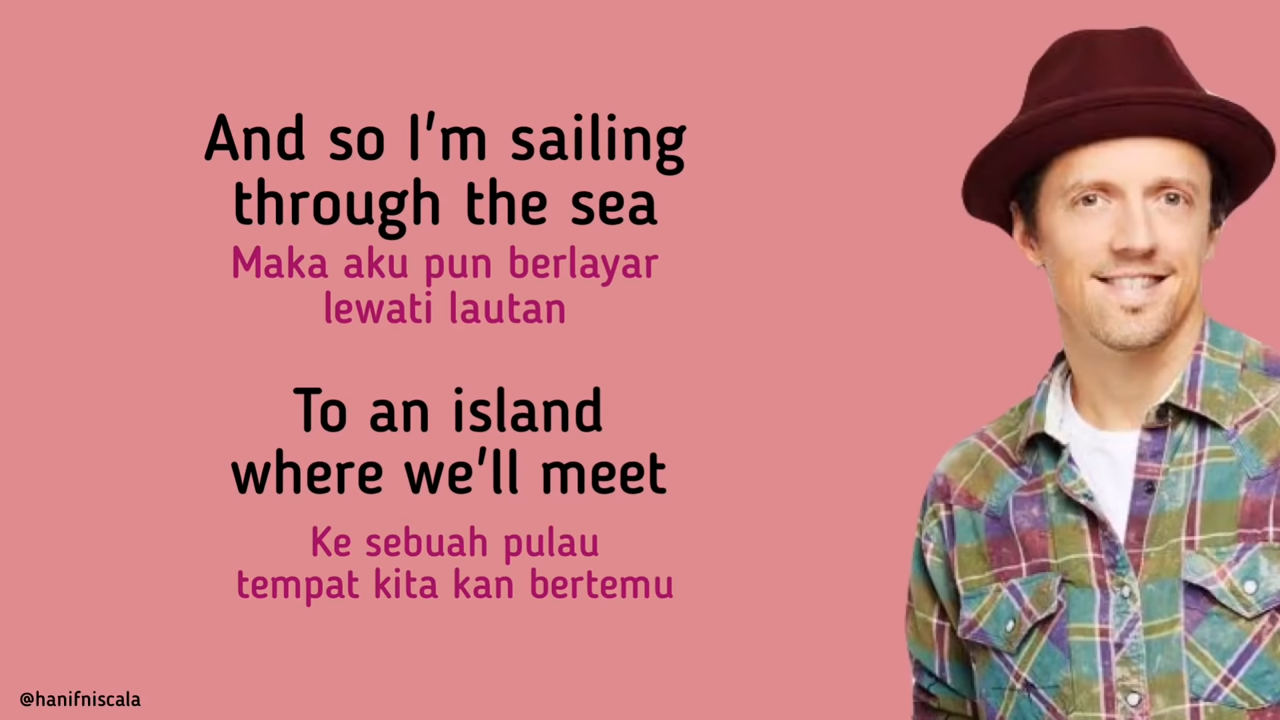 And so I'm sailing
through the sea
Maka aku pun berlayar
lewati lautan
To an island
where we'll meet
Ke sebuah pulau
tempat kita kan bertemu
@hanifniscala